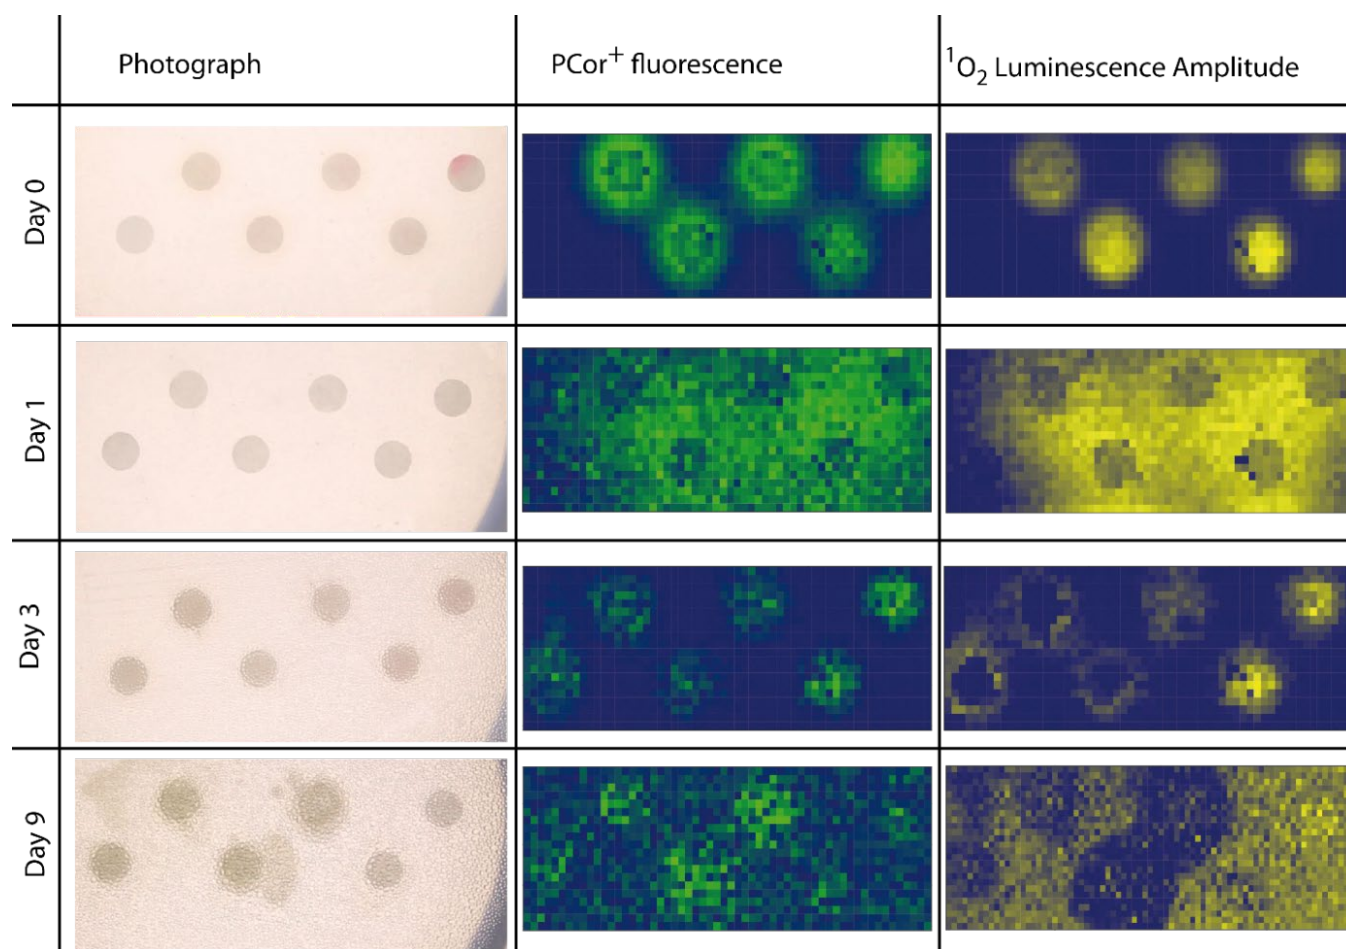 Photograph
PCor⁺ fluorescence
¹O₂ Luminescence Amplitude
Day 0
Day 1
Day 3
Day 9